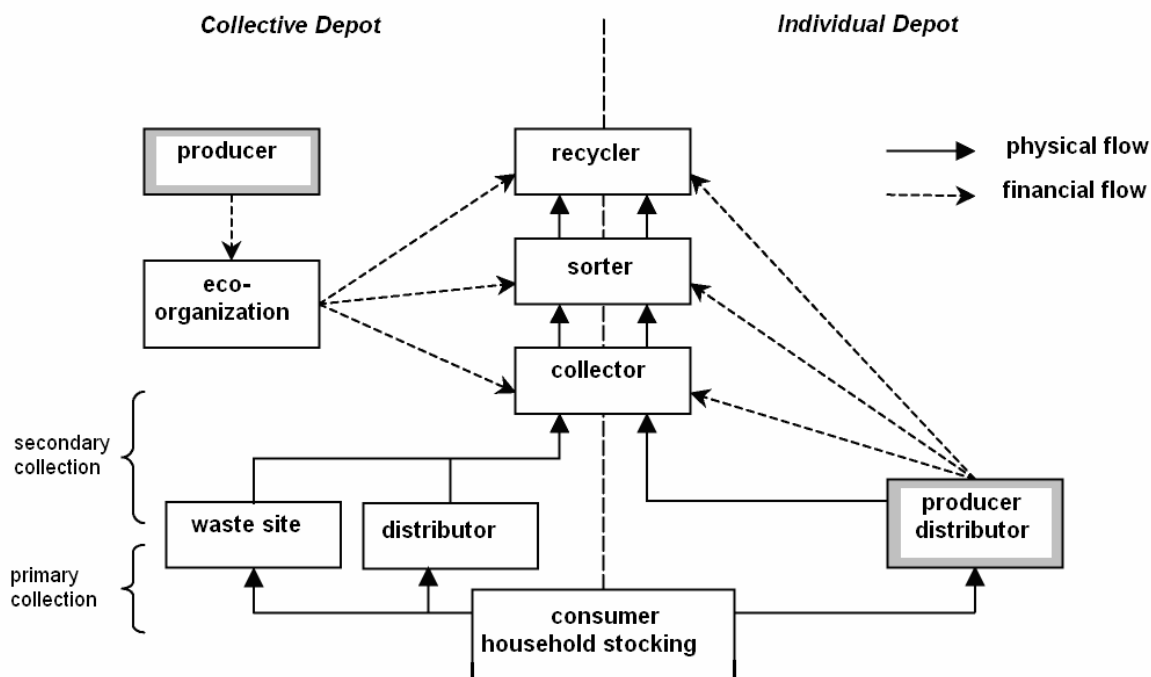 Collective Depot
Individual Depot
producer
recycler
physical flow
financial flow
eco-
organization
sorter
collector
secondary
collection
waste site
distributor
producer
distributor
primary
collection
consumer
household stocking